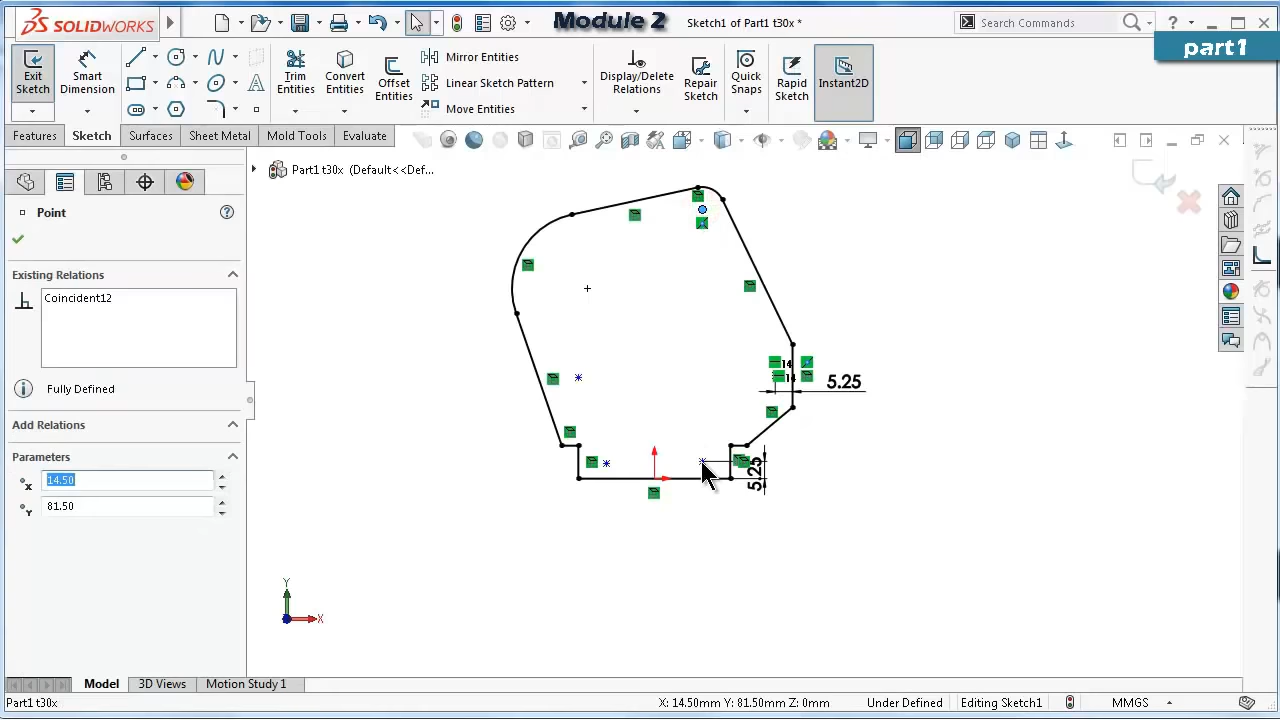 SOLIDWORKS
Module 2
Sketch1 of Part1 t30x *
Search Commands
part1
Exit
Sketch
Smart
Dimension
Trim
Entities
Convert
Entities
Offset
Entities
Mirror Entities
Linear Sketch Pattern
Move Entities
Display/Delete
Relations
Repair
Sketch
Quick
Snaps
Rapid
Sketch
Instant2D
Features
Sketch
Surfaces
Sheet Metal
Mold Tools
Evaluate
Part1 t30x (Default<<Def...
Point
Existing Relations
Coincident12
Fully Defined
Add Relations
Parameters
14.50
81.50
14
14
5.25
5.25
Y
X
Model
3D Views
Motion Study 1
Part1 t30x
X: 14.50mm Y: 81.50mm Z: 0mm
Under Defined
Editing Sketch1
MMGS